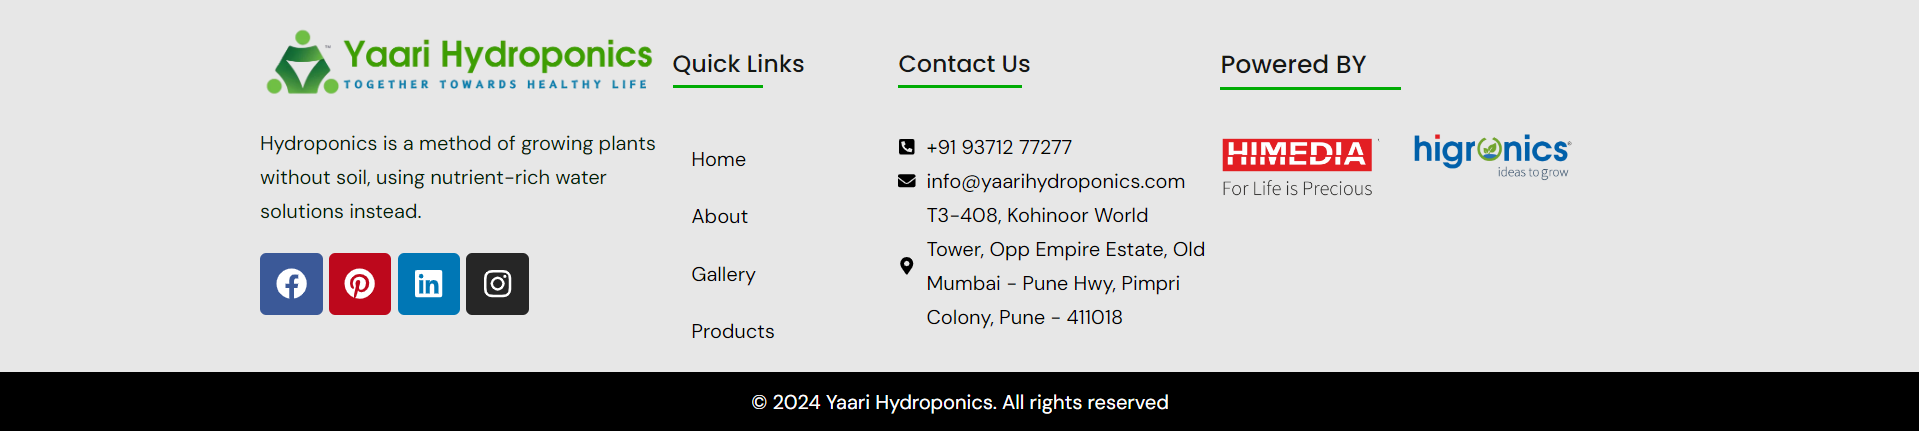 Yaari Hydroponics
TOGETHER TOWARDS HEALTHY LIFE
Hydroponics is a method of growing plants
without soil, using nutrient-rich water
solutions instead.
Quick Links
Home
About
Gallery
Products
Contact Us
+91 93712 77277
info@yaarihydroponics.com
T3-408, Kohinoor World
Tower, Opp Empire Estate, Old
Mumbai - Pune Hwy, Pimpri
Colony, Pune - 411018
Powered BY
HIMEDIA
For Life is Precious
higronics
ideas to grow
© 2024 Yaari Hydroponics. All rights reserved